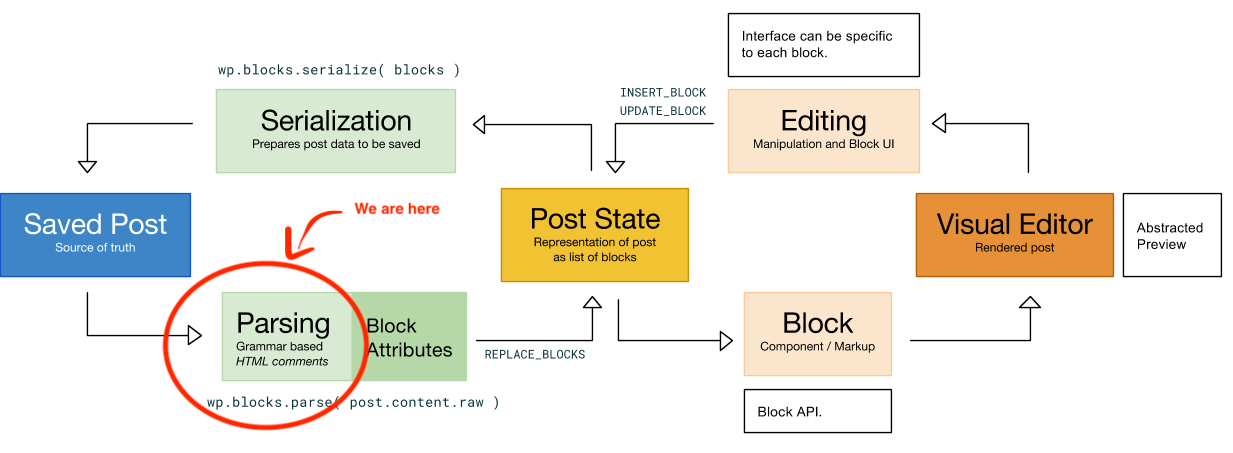 Interface can be specific
to each block.
wp.blocks.serialize( blocks )
INSERT_BLOCK
UPDATE_BLOCK
Serialization
Prepares post data to be saved
Editing
Manipulation and Block UI
We are here
Saved Post
Source of truth
Post State
Representation of post
as list of blocks
Visual Editor
Rendered post
Abstracted
Preview
Parsing
Grammar based
HTML comments
Block
Attributes
REPLACE_BLOCKS
Block
Component / Markup
wp.blocks.parse( post.content.raw )
Block API.